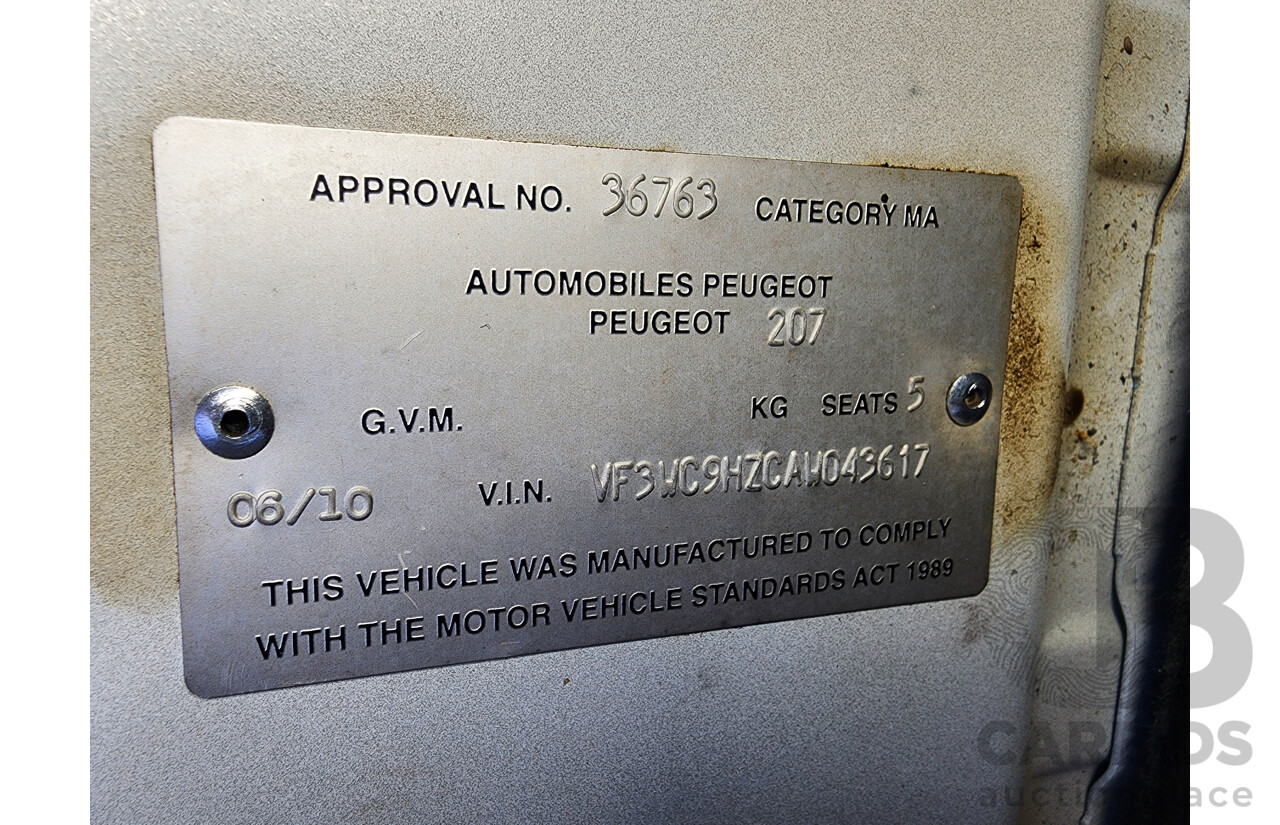 APPROVAL NO. 36763 CATEGORY MA
AUTOMOBILES PEUGEOT
PEUGEOT 207
G.V.M. KG SEATS 5
06/10 V.I.N. VF3WC9HZCAW043617
THIS VEHICLE WAS MANUFACTURED TO COMPLY
WITH THE MOTOR VEHICLE STANDARDS ACT 1989